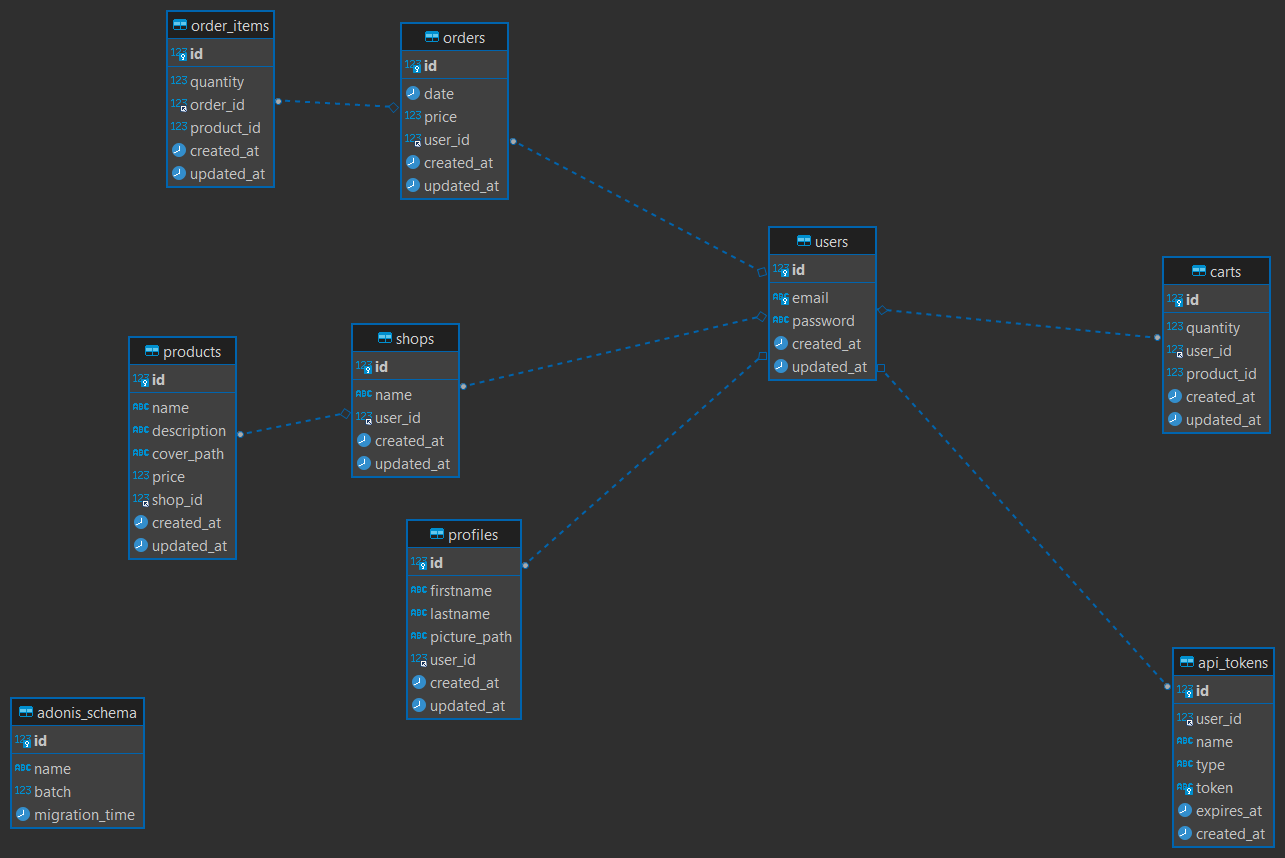 order_items
123 id
123 quantity
123 order_id
123 product_id
created_at
updated_at
orders
123 id
date
123 price
123 user_id
created_at
updated_at
users
123 id
ABC email
ABC password
created_at
updated_at
carts
123 id
123 quantity
123 user_id
123 product_id
created_at
updated_at
products
123 id
ABC name
ABC description
ABC cover_path
123 price
123 shop_id
created_at
updated_at
shops
123 id
ABC name
123 user_id
created_at
updated_at
profiles
123 id
ABC firstname
ABC lastname
ABC picture_path
123 user_id
created_at
updated_at
adonis_schema
123 id
ABC name
123 batch
migration_time
api_tokens
123 id
123 user_id
ABC name
ABC type
ABC token
expires_at
created_at